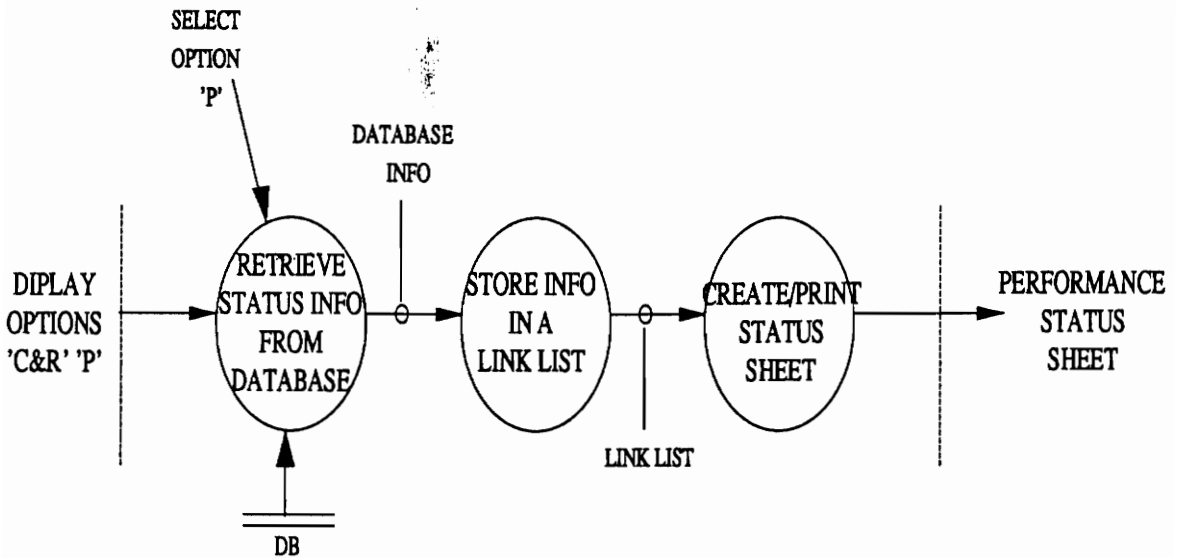 SELECT
OPTION
'P'
DATABASE
INFO
DIPLAY
OPTIONS
'C&R' 'P'
RETRIEVE
STATUS INFO
FROM
DATABASE
STORE INFO
IN A
LINK LIST
CREATE/PRINT
STATUS
SHEET
PERFORMANCE
STATUS
SHEET
LINK LIST
DB